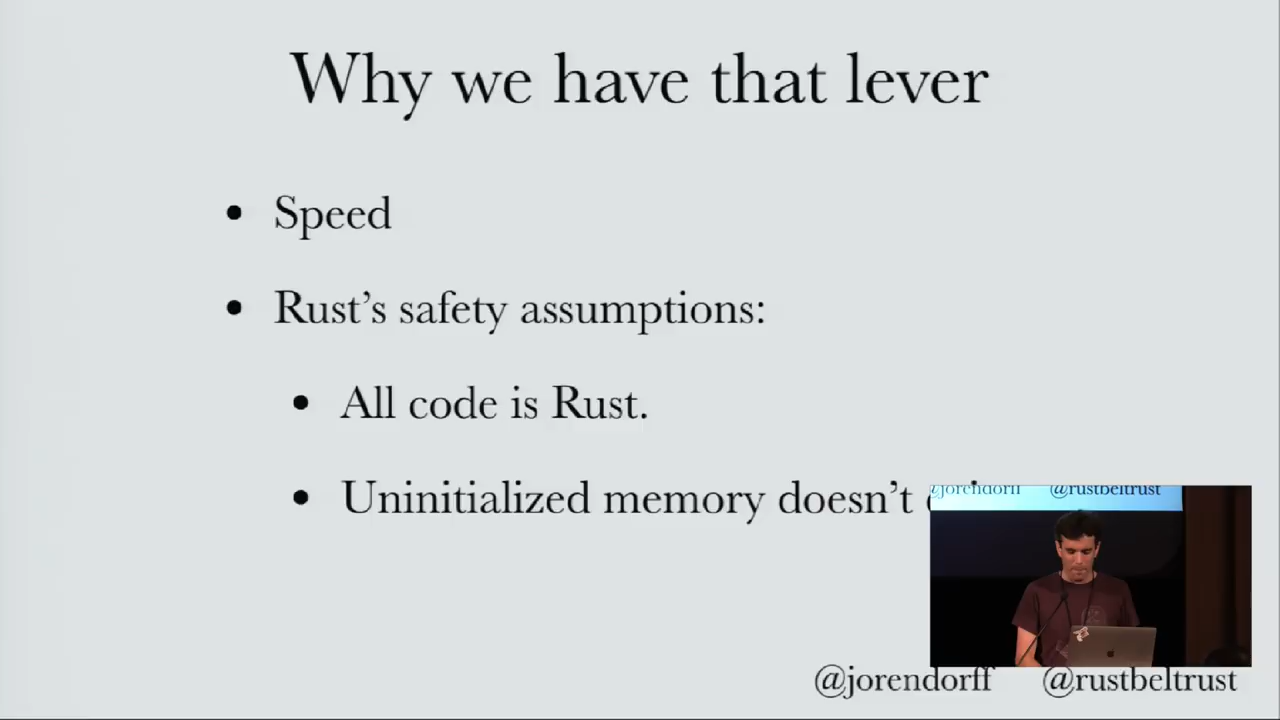 Why we have that lever
• Speed
• Rust’s safety assumptions:
• All code is Rust.
• Uninitialized memory doesn’t
@jorendorff @rustbeltrust
@jorendorff @rustbeltrust